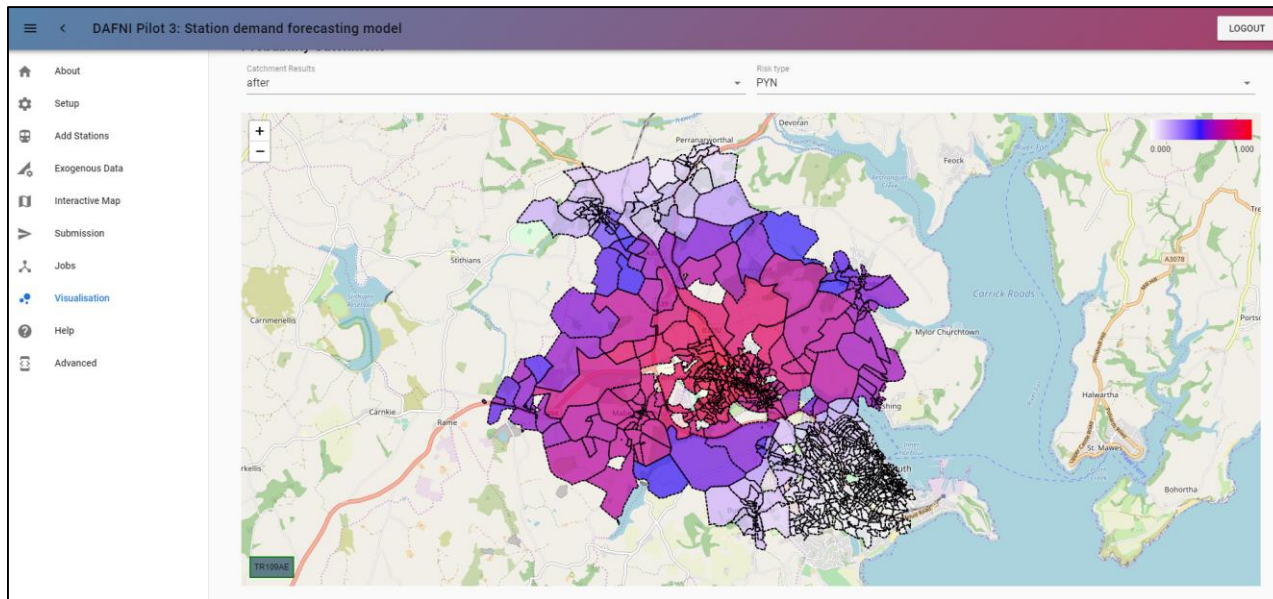 DAFNI Pilot 3: Station demand forecasting model
LOGOUT
About
Setup
Add Stations
Exogenous Data
Interactive Map
Submission
Jobs
Visualisation
Help
Advanced
Catchment Results
after
Risk type
PYN
+
−
0.000
1.000
Perranarworthal
Devoran
Feock
Stithians
Carnmenellis
Carrick Roads
A3078
Mylor Churchtown
Carnkie
Rame
Halwartha
St. Mawes
Bohortha
TR109AE